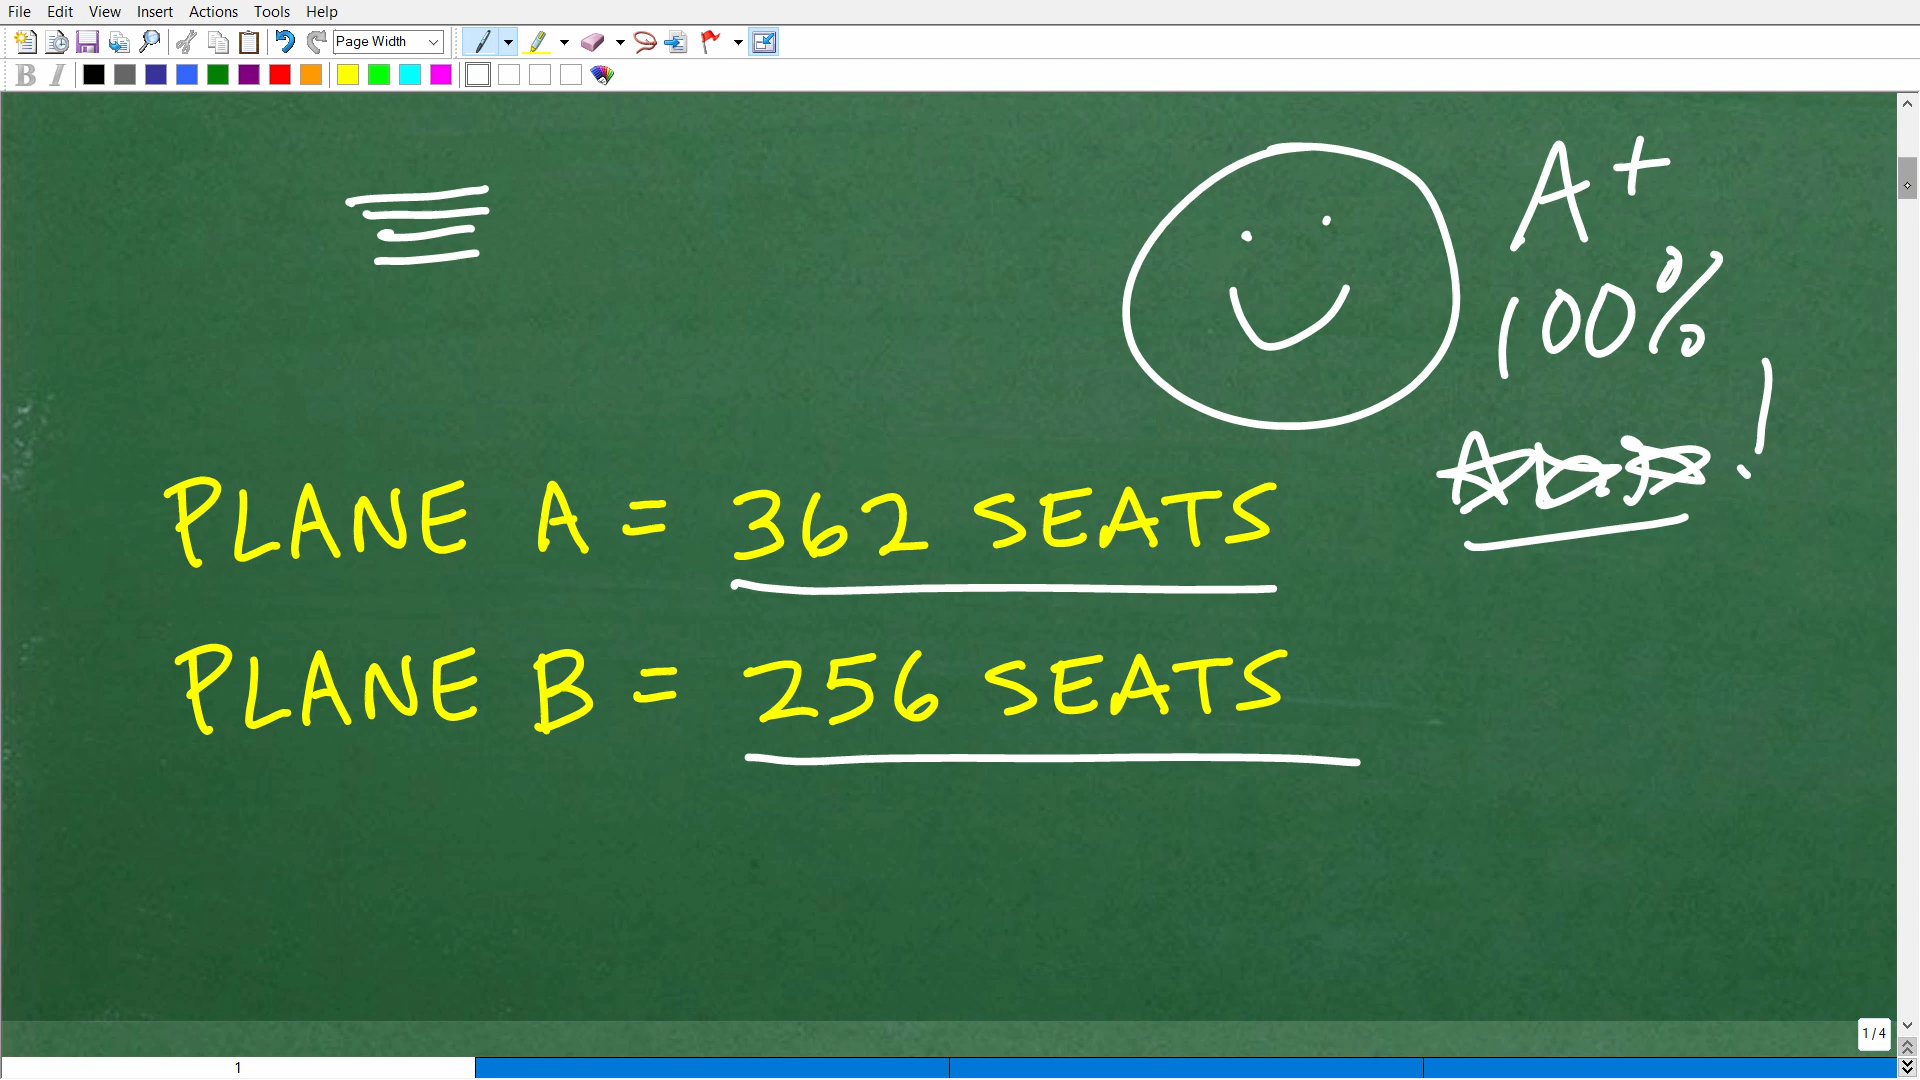 File Edit View Insert Actions Tools Help
Page Width
B I
A+
100%
!
PLANE A = 362 SEATS
PLANE B = 256 SEATS
1 / 4
1